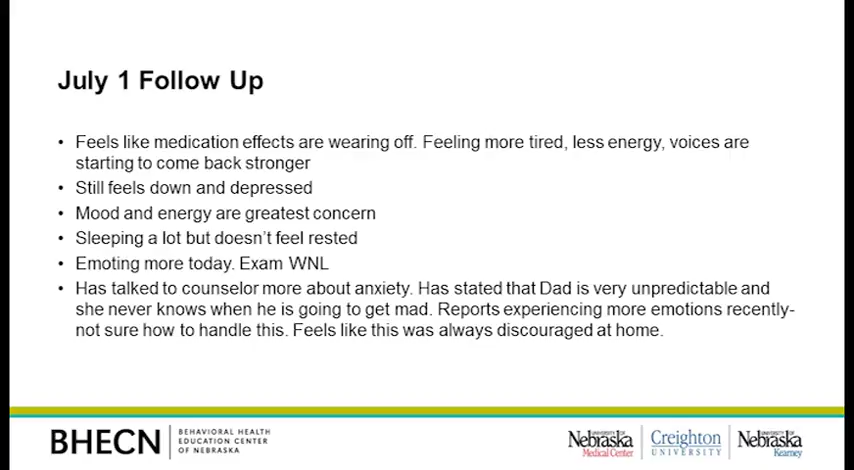 July 1 Follow Up
• Feels like medication effects are wearing off. Feeling more tired, less energy, voices are
starting to come back stronger
• Still feels down and depressed
• Mood and energy are greatest concern
• Sleeping a lot but doesn't feel rested
• Emoting more today. Exam WNL
• Has talked to counselor more about anxiety. Has stated that Dad is very unpredictable and
she never knows when he is going to get mad. Reports experiencing more emotions recently-
not sure how to handle this. Feels like this was always discouraged at home.
BHECN
BEHAVIORAL HEALTH
EDUCATION CENTER
OF NEBRASKA
UNIVERSITY OF
Nebraska
Medical Center
Creighton
UNIVERSITY
UNIVERSITY OF
Nebraska
Kearney